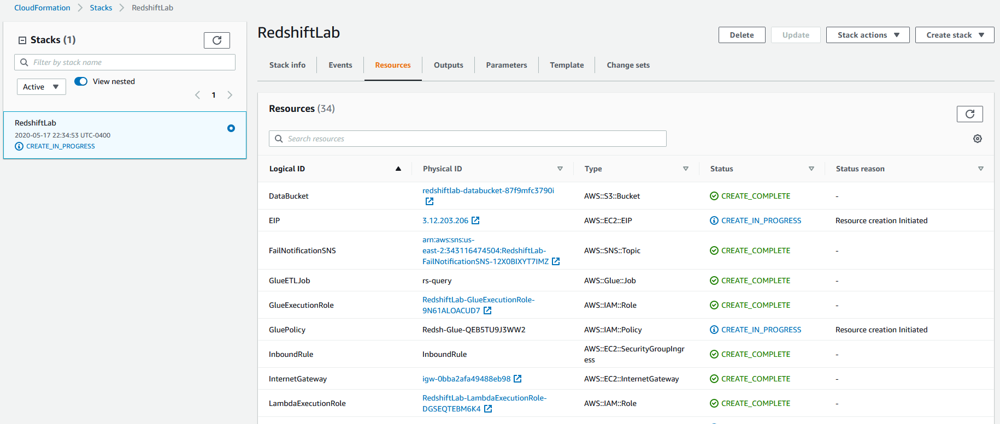 CloudFormation > Stacks > RedshiftLab
Stacks (1)
Filter by stack name
Active
View nested
1
RedshiftLab
2020-05-17 22:34:53 UTC-0400
CREATE_IN_PROGRESS
RedshiftLab
Delete
Update
Stack actions
Create stack
Stack info
Events
Resources
Outputs
Parameters
Template
Change sets
Resources (34)
Search resources
Logical ID Physical ID Type Status Status reason
DataBucket redshiftlab-databucket-87f9mfc3790i AWS::S3::Bucket CREATE_COMPLETE -
EIP 3.12.203.206 AWS::EC2::EIP CREATE_IN_PROGRESS Resource creation Initiated
arn:aws:sns:us-
FailNotificationSNS east-2:343116474504:RedshiftLab- AWS::SNS::Topic CREATE_COMPLETE -
FailNotificationSNS-12X0BIXYT7IMZ
GlueETLJob rs-query AWS::Glue::Job CREATE_COMPLETE -
GlueExecutionRole RedshiftLab-GlueExecutionRole- AWS::IAM::Role CREATE_COMPLETE -
9N61ALOACUD7
GluePolicy Redsh-Glue-QEB5TU9J3WW2 AWS::IAM::Policy CREATE_IN_PROGRESS Resource creation Initiated
InboundRule InboundRule AWS::EC2::SecurityGroupIngr CREATE_COMPLETE -
ess
InternetGateway igw-0bba2afa49488eb98 AWS::EC2::InternetGateway CREATE_COMPLETE -
LambdaExecutionRole RedshiftLab-LambdaExecutionRole- AWS::IAM::Role CREATE_COMPLETE -
DGSEQTEBM6K4